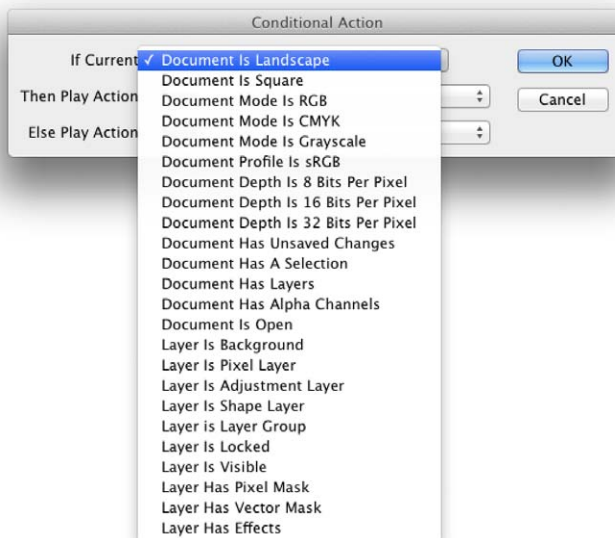 Conditional Action
If Current ✓ Document Is Landscape
OK
Document Is Square
Then Play Action
Document Mode Is RGB
Cancel
Document Mode Is CMYK
Else Play Action
Document Mode Is Grayscale
Document Profile Is sRGB
Document Depth Is 8 Bits Per Pixel
Document Depth Is 16 Bits Per Pixel
Document Depth Is 32 Bits Per Pixel
Document Has Unsaved Changes
Document Has A Selection
Document Has Layers
Document Has Alpha Channels
Document Is Open
Layer Is Background
Layer Is Pixel Layer
Layer Is Adjustment Layer
Layer Is Shape Layer
Layer is Layer Group
Layer Is Locked
Layer Is Visible
Layer Has Pixel Mask
Layer Has Vector Mask
Layer Has Effects